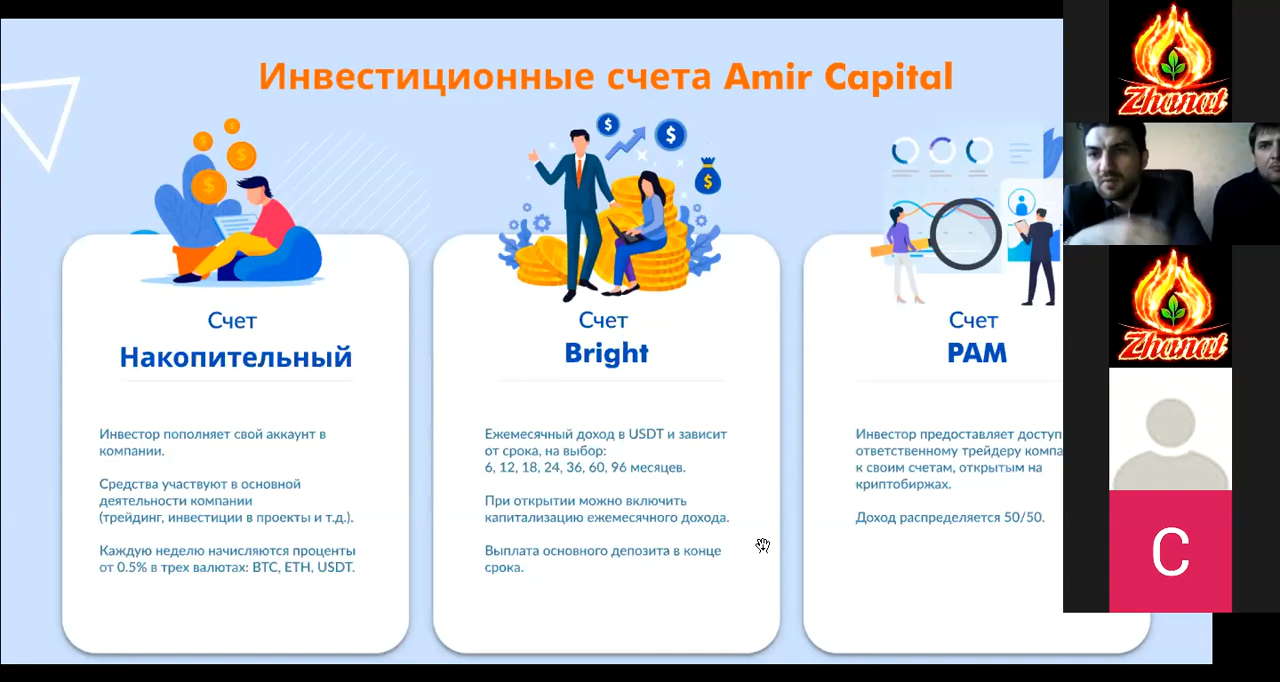 Инвестиционные счета Amir Capital
Счет
Накопительный
Инвестор пополняет свой аккаунт в
компании.
Средства участвуют в основной
деятельности компании
(трейдинг, инвестиции в проекты и т.д.).
Каждую неделю начисляются проценты
от 0.5% в трех валютах: BTC, ETH, USDT.
Счет
Bright
Ежемесячный доход в USDT и зависит
от срока, на выбор:
6, 12, 18, 24, 36, 60, 96 месяцев.
При открытии можно включить
капитализацию ежемесячного дохода.
Выплата основного депозита в конце
срока.
Счет
PAM
Инвестор предоставляет доступ
ответственному трейдеру компа
к своим счетам, открытым на
криптобиржах.
Доход распределяется 50/50.
Zhanat
Zhanat
C